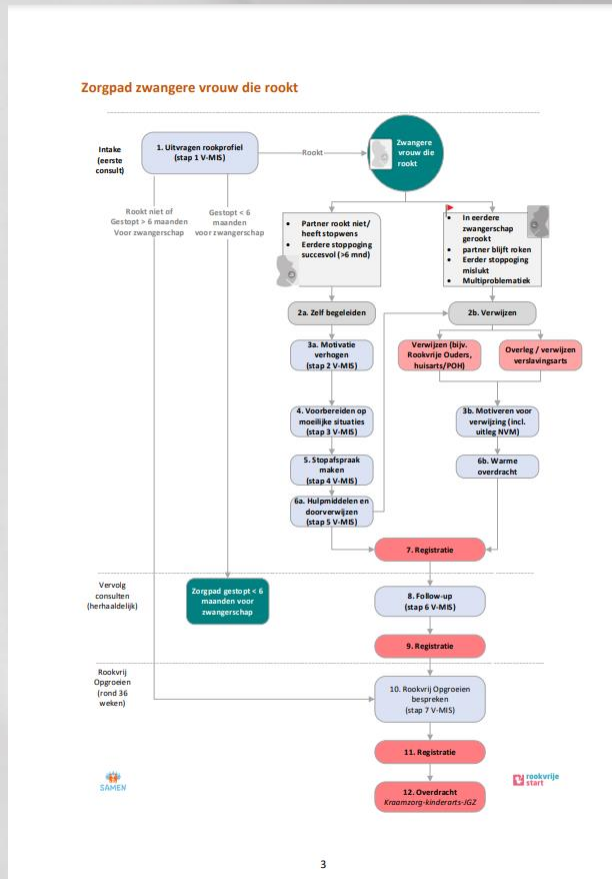 Zorgpad zwangere vrouw die rookt
Intake
(eerste
consult)
1. Uitvragen rookprofiel
(stap 1 V-MIS)
Rookt
Zwangere
vrouw die
rookt
Rookt niet of
Gestopt > 6 maanden
Voor zwangerschap
Gestopt < 6
maanden
voor zwangerschap
• Partner rookt niet/
heeft stopwens
• Eerdere stoppoging
succesvol (>6 mnd)
• In eerdere
zwangerschap
gerookt
• partner blijft roken
• Eerder stoppoging
mislukt
• Multiproblematiek
2a. Zelf begeleiden
2b. Verwijzen
3a. Motivatie
verhogen
(stap 2 V-MIS)
Verwijzen (bijv.
Rookvrije Ouders,
huisarts/POH)
Overleg / verwijzen
verslavingsarts
4. Voorbereiden op
moeilijke situaties
(stap 3 V-MIS)
3b. Motiveren voor
verwijzing (incl.
uitleg NVM)
5. Stopafspraak
maken
(stap 4 V-MIS)
6b. Warme
overdracht
6a. Hulpmiddelen en
doorverwijzen
(stap 5 V-MIS)
7. Registratie
Vervolg
consulten
(herhaaldelijk)
Zorgpad gestopt < 6
maanden voor
zwangerschap
8. Follow-up
(stap 6 V-MIS)
9. Registratie
Rookvrij
Opgroeien
(rond 36
weken)
10. Rookvrij Opgroeien
bespreken
(stap 7 V-MIS)
11. Registratie
12. Overdracht
Kraamzorg-kinderarts-JGZ
SAMEN
rookvrije
start
3